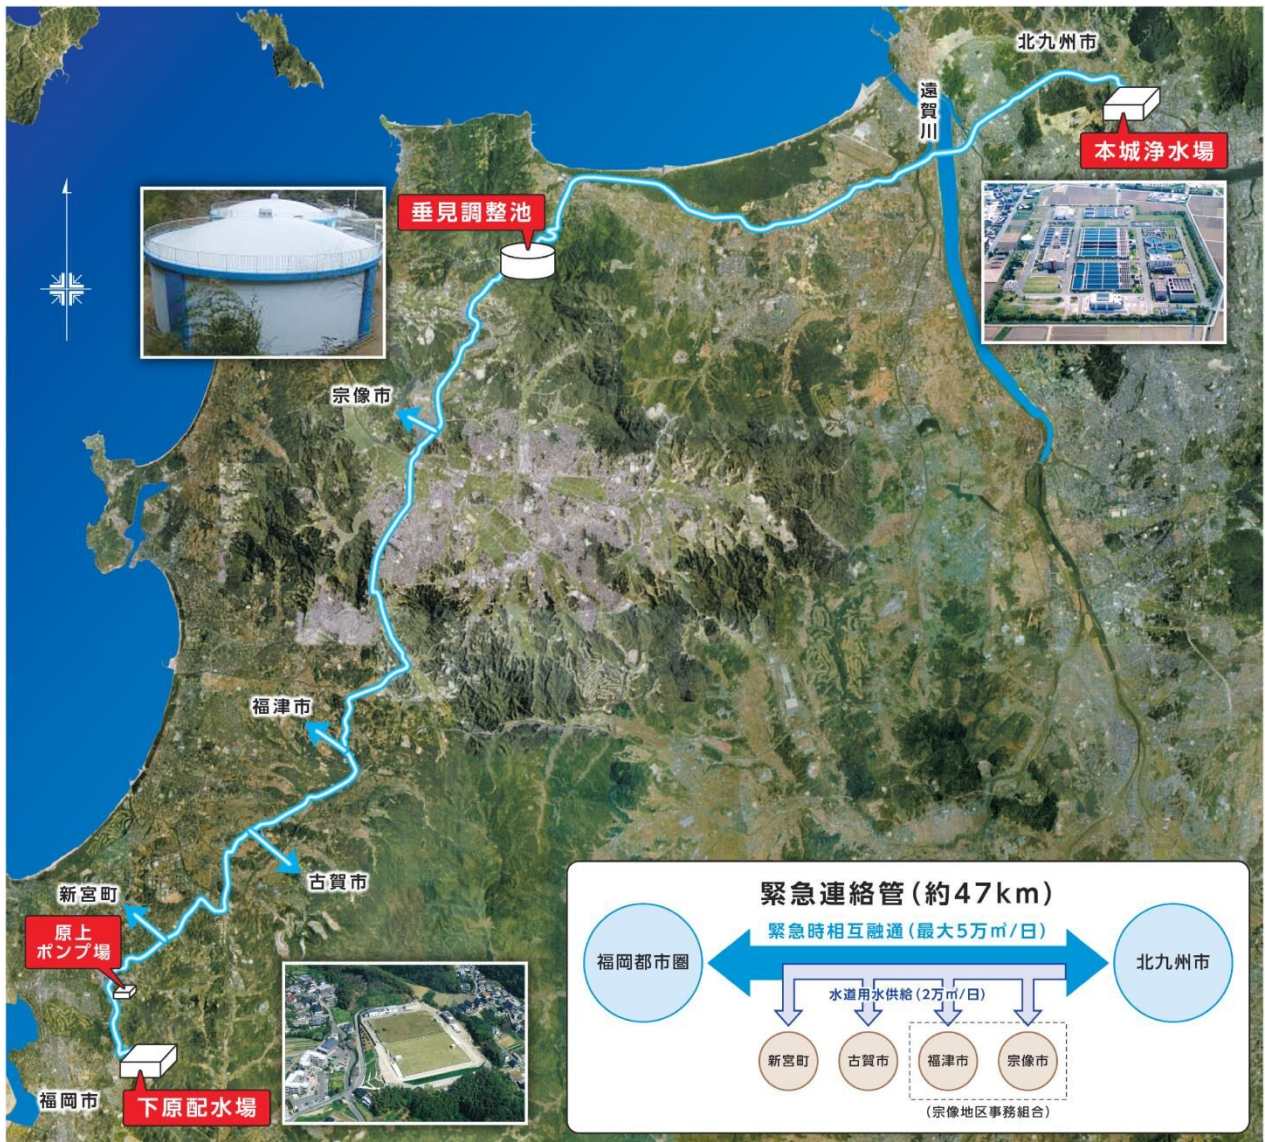 北九州市
遠賀川
本城浄水場
垂見調整池
宗像市
福津市
古賀市
新宮町
原上
ポンプ場
福岡市
下原配水場
緊急連絡管(約47km)
緊急時相互融通(最大5万㎥/日)
福岡都市圏
北九州市
水道用水供給(2万㎥/日)
新宮町
古賀市
福津市
宗像市
(宗像地区事務組合)